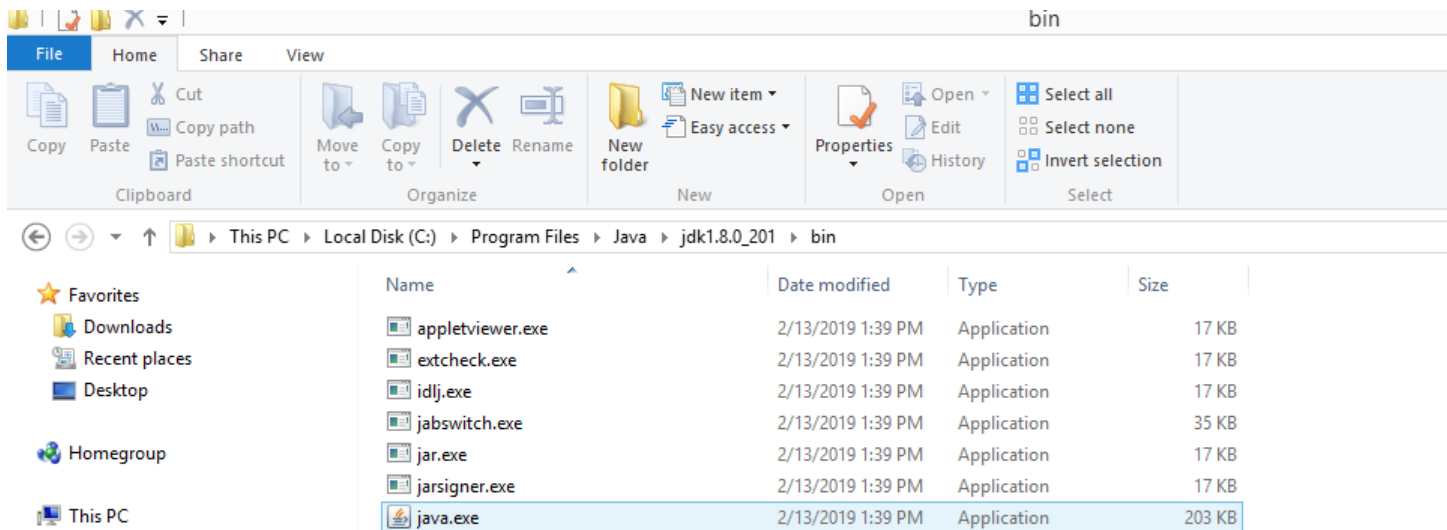 bin
File Home Share View
Copy
Paste
Cut
Copy path
Paste shortcut
Clipboard
Move to
Copy to
Delete
Rename
Organize
New folder
New item
Easy access
New
Properties
Open
Edit
History
Open
Select all
Select none
Invert selection
Select
This PC Local Disk (C:) Program Files Java jdk1.8.0_201 bin
Favorites
Downloads
Recent places
Desktop
Homegroup
This PC
Name Date modified Type Size
appletviewer.exe 2/13/2019 1:39 PM Application 17 KB
extcheck.exe 2/13/2019 1:39 PM Application 17 KB
idlj.exe 2/13/2019 1:39 PM Application 17 KB
jabswitch.exe 2/13/2019 1:39 PM Application 35 KB
jar.exe 2/13/2019 1:39 PM Application 17 KB
jarsigner.exe 2/13/2019 1:39 PM Application 17 KB
java.exe 2/13/2019 1:39 PM Application 203 KB